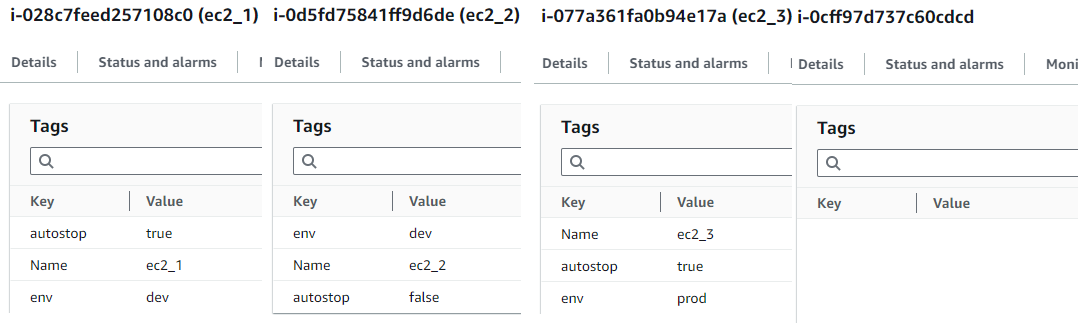 i-028c7feed257108c0 (ec2_1)
Details
Status and alarms
Tags
Key Value
autostop true
Name ec2_1
env dev
i-0d5fd75841ff9d6de (ec2_2)
Details
Status and alarms
Tags
Key Value
env dev
Name ec2_2
autostop false
i-077a361fa0b94e17a (ec2_3)
Details
Status and alarms
Tags
Key Value
Name ec2_3
autostop true
env prod
i-0cff97d737c60cdcd
Details
Status and alarms
Moni
Tags
Key Value